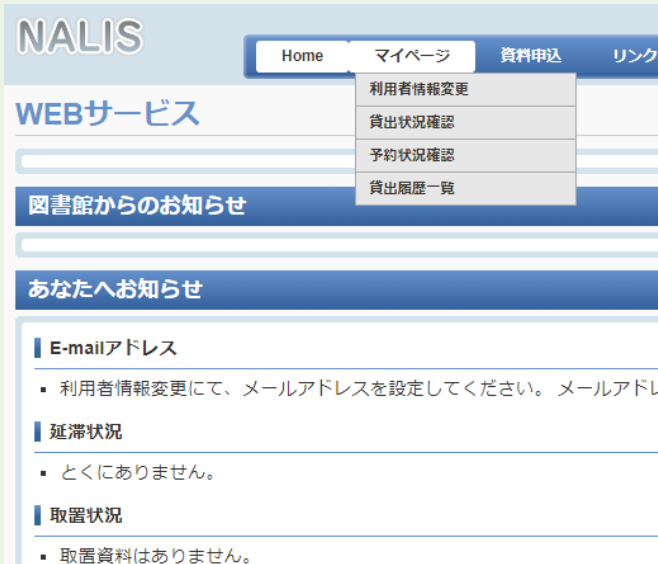 NALIS
Home マイページ 資料申込 リンク
利用者情報変更
貸出状況確認
予約状況確認
貸出履歴一覧
WEBサービス
図書館からのお知らせ
あなたへお知らせ
E-mailアドレス
▪ 利用者情報変更にて、メールアドレスを設定してください。 メールアドレ
延滞状況
▪ とくにありません。
取置状況
▪ 取置資料はありません。